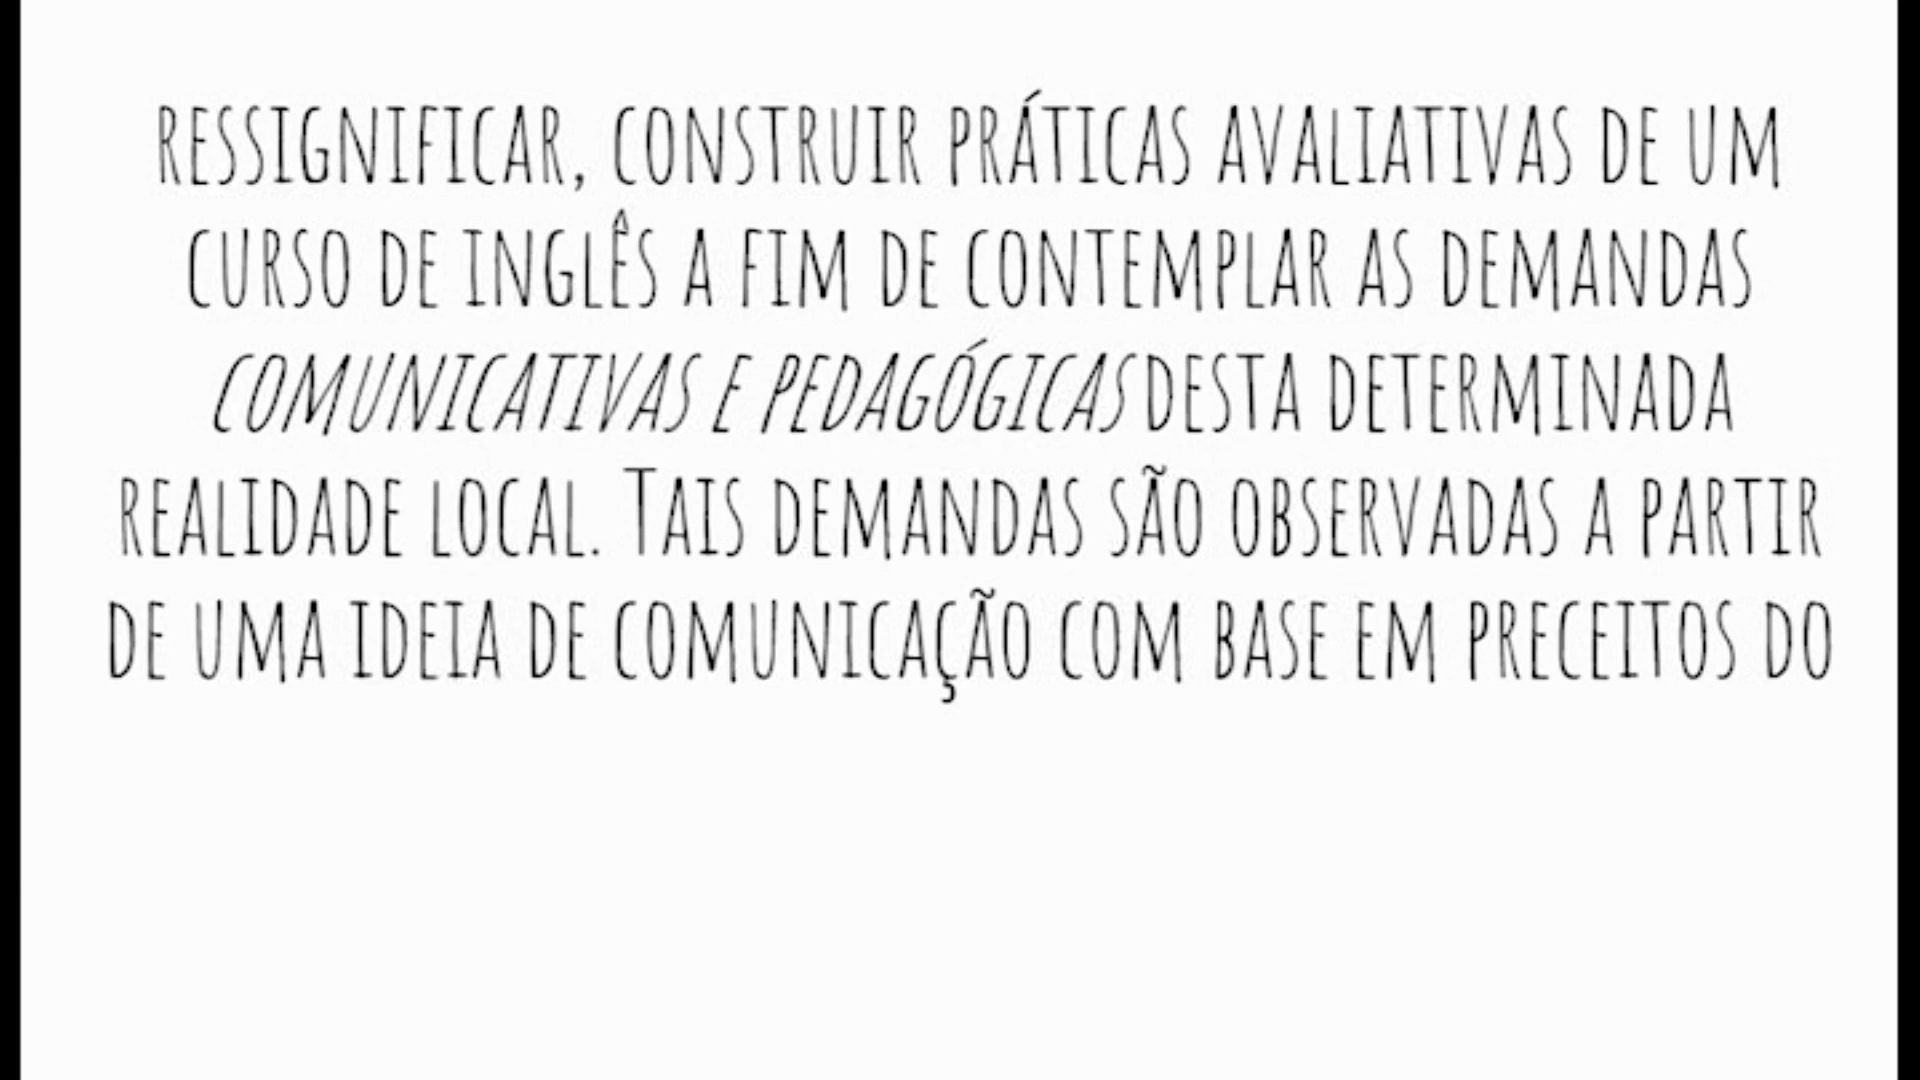 RESSIGNIFICAR, CONSTRUIR PRÁTICAS AVALIATIVAS DE UM
CURSO DE INGLÊS A FIM DE CONTEMPLAR AS DEMANDAS
COMUNICATIVAS E PEDAGÓGICAS DESTA DETERMINADA
REALIDADE LOCAL. TAIS DEMANDAS SÃO OBSERVADAS A PARTIR
DE UMA IDEIA DE COMUNICAÇÃO COM BASE EM PRECEITOS DO